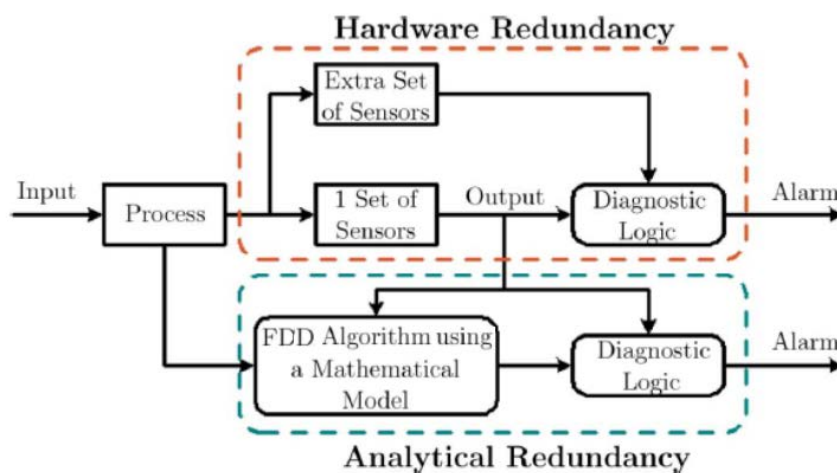 Hardware Redundancy
Extra Set
of Sensors
Input
Process
1 Set of
Sensors
Output
Diagnostic
Logic
Alarm
FDD Algorithm using
a Mathematical
Model
Diagnostic
Logic
Alarm
Analytical Redundancy